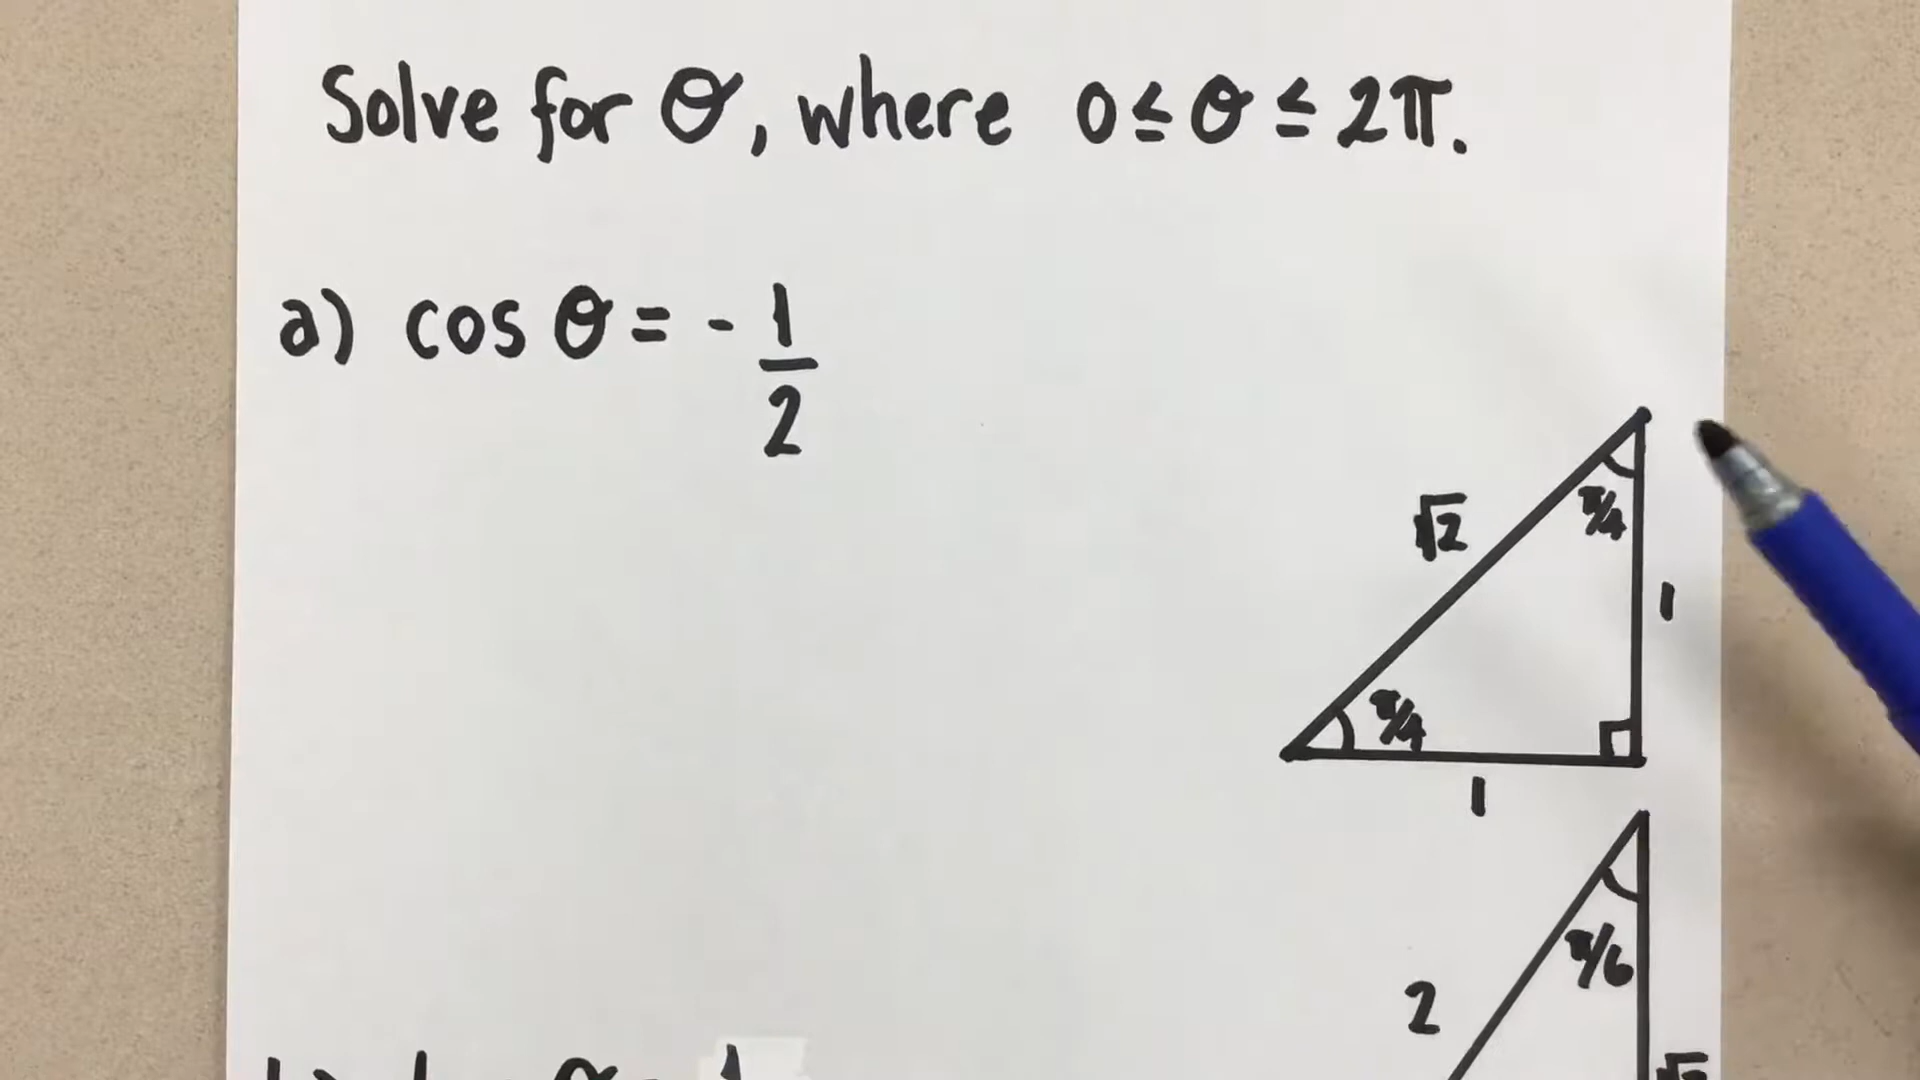 Solve for θ, where 0 ≤ θ ≤ 2π.
a) cos θ = - 1/2
√2
π/4
1
π/4
1
π/6
2